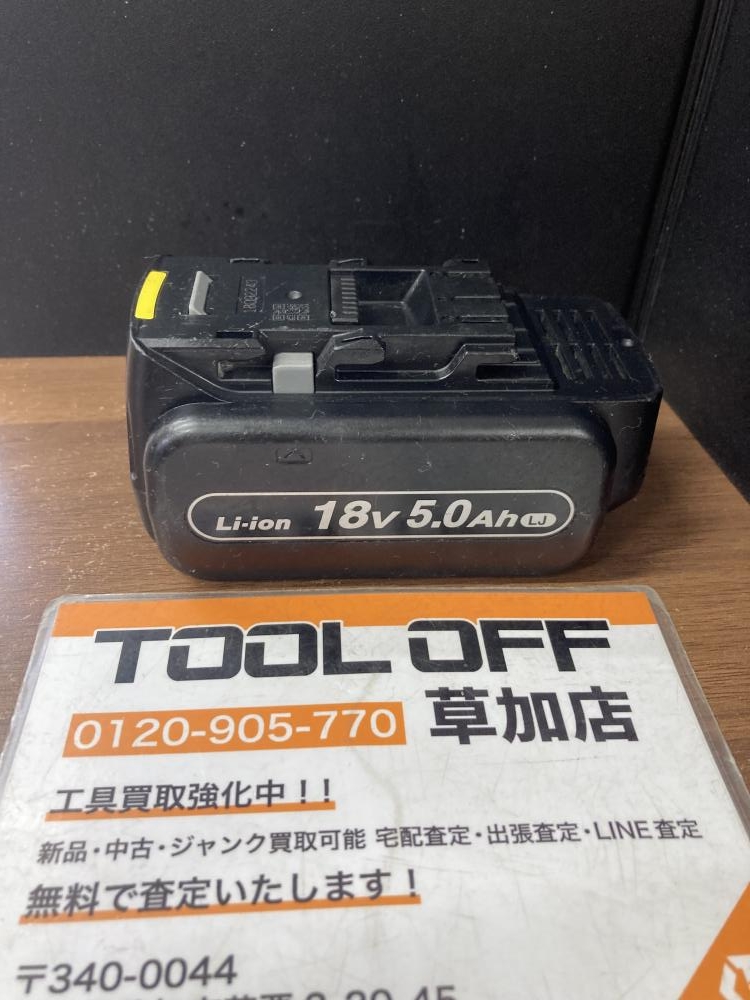 Li-ion 18V 5.0Ah LJ
TOOL OFF
0120-905-770 草加店
工具買取強化中！！
新品・中古・ジャンク買取可能 宅配査定・出張査定・LINE査定
無料で査定いたします！
〒340-0044